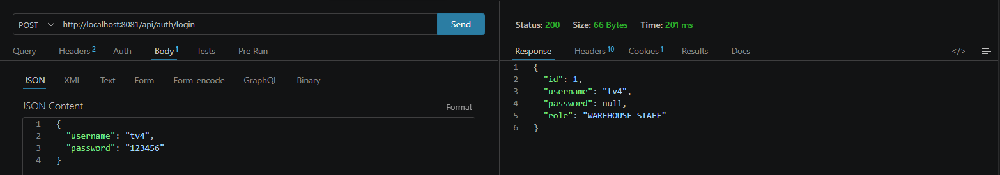 POST http://localhost:8081/api/auth/login Send
Query Headers 2 Auth Body 1 Tests Pre Run
JSON XML Text Form Form-encode GraphQL Binary
JSON Content Format
1 {
2 "username": "tv4",
3 "password": "123456"
4 }
Status: 200 Size: 66 Bytes Time: 201 ms
Response Headers 10 Cookies 1 Results Docs </>
1 {
2 "id": 1,
3 "username": "tv4",
4 "password": null,
5 "role": "WAREHOUSE_STAFF"
6 }